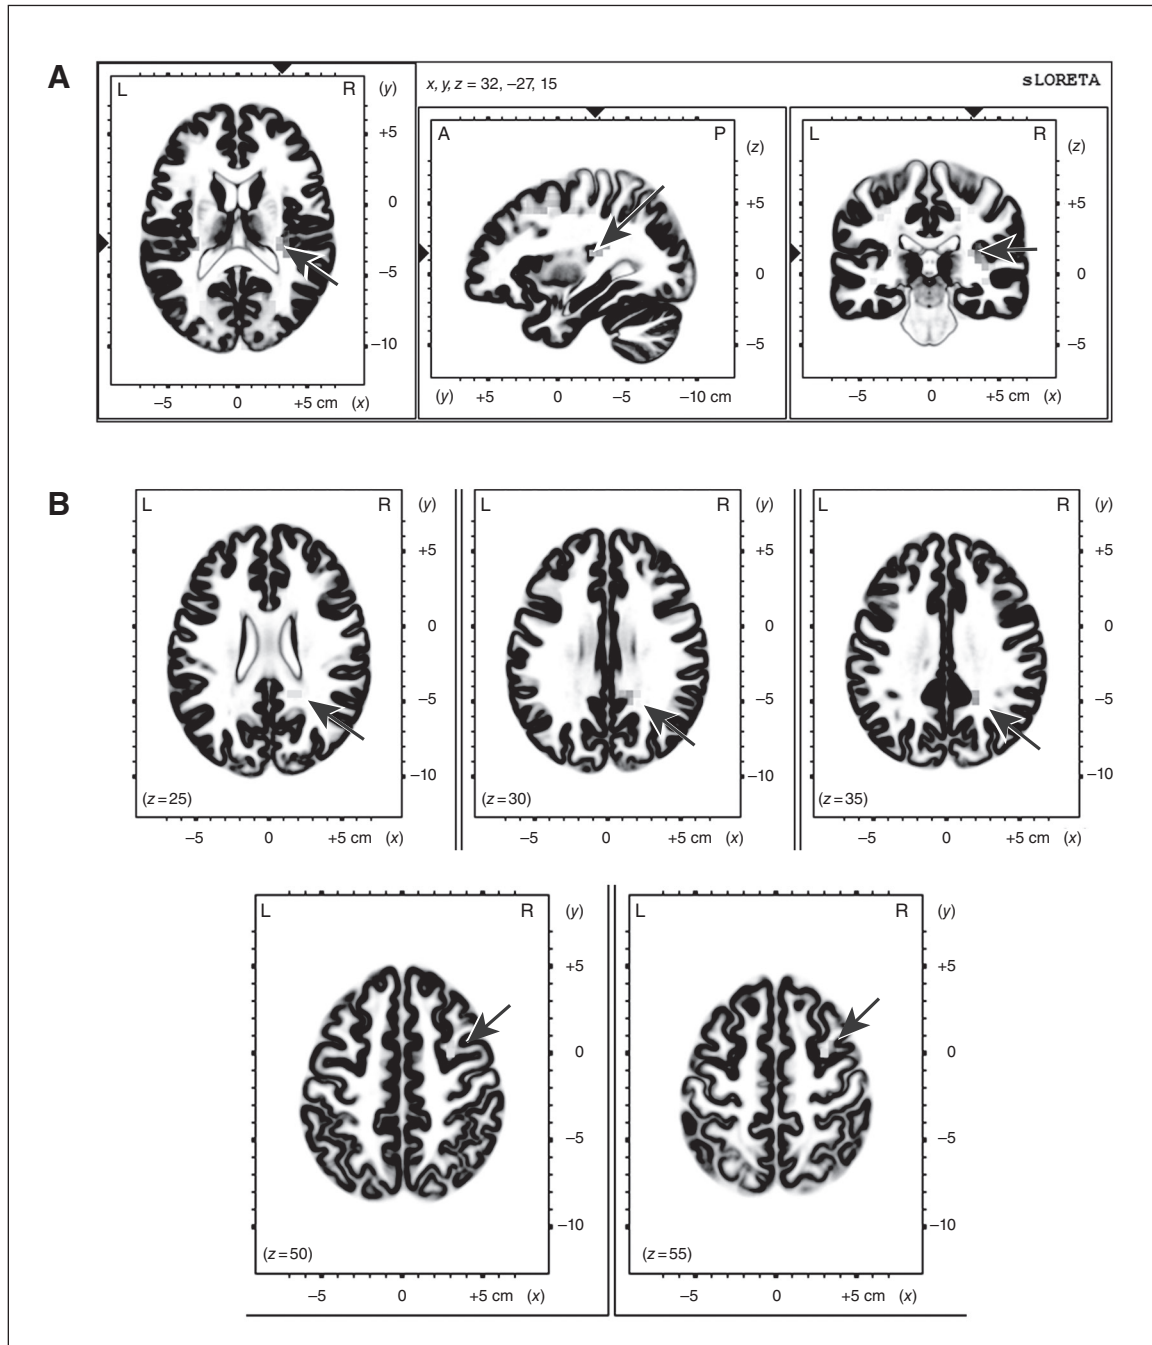 A
L R (y)
+5
0
−5
−10
−5 0 +5 cm (x)
x, y, z = 32, −27, 15
sLORETA
A P (z)
+5
0
−5
(y) +5 0 −5 −10 cm
L R (z)
+5
0
−5
−5 0 +5 cm (x)
B
L R (y)
+5
0
−5
−10
(z=25)
−5 0 +5 cm (x)
L R (y)
+5
0
−5
−10
(z=30)
−5 0 +5 cm (x)
L R (y)
+5
0
−5
−10
(z=35)
−5 0 +5 cm (x)
L R (y)
+5
0
−5
−10
(z=50)
−5 0 +5 cm (x)
L R (y)
+5
0
−5
−10
(z=55)
−5 0 +5 cm (x)